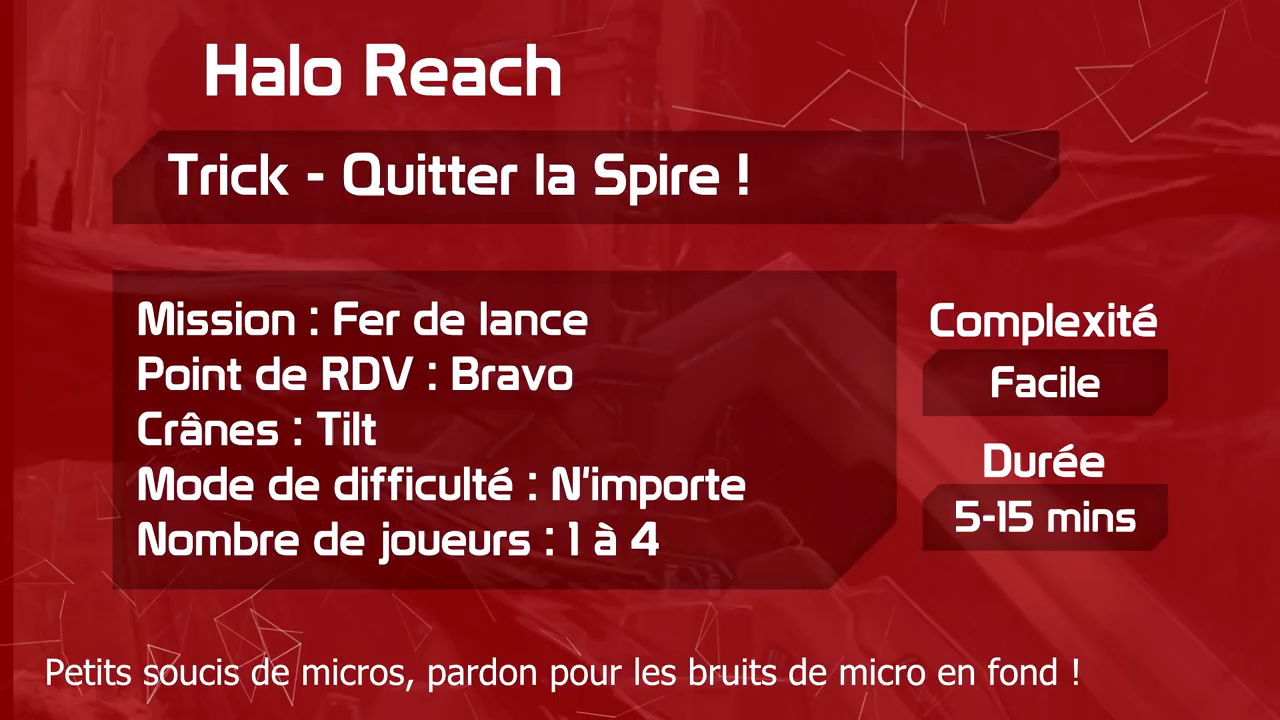 Halo Reach
Trick - Quitter la Spire !
Mission : Fer de lance
Point de RDV : Bravo
Crânes : Tilt
Mode de difficulté : N'importe
Nombre de joueurs : 1 à 4
Complexité
Facile
Durée
5-15 mins
Petits soucis de micros, pardon pour les bruits de micro en fond !